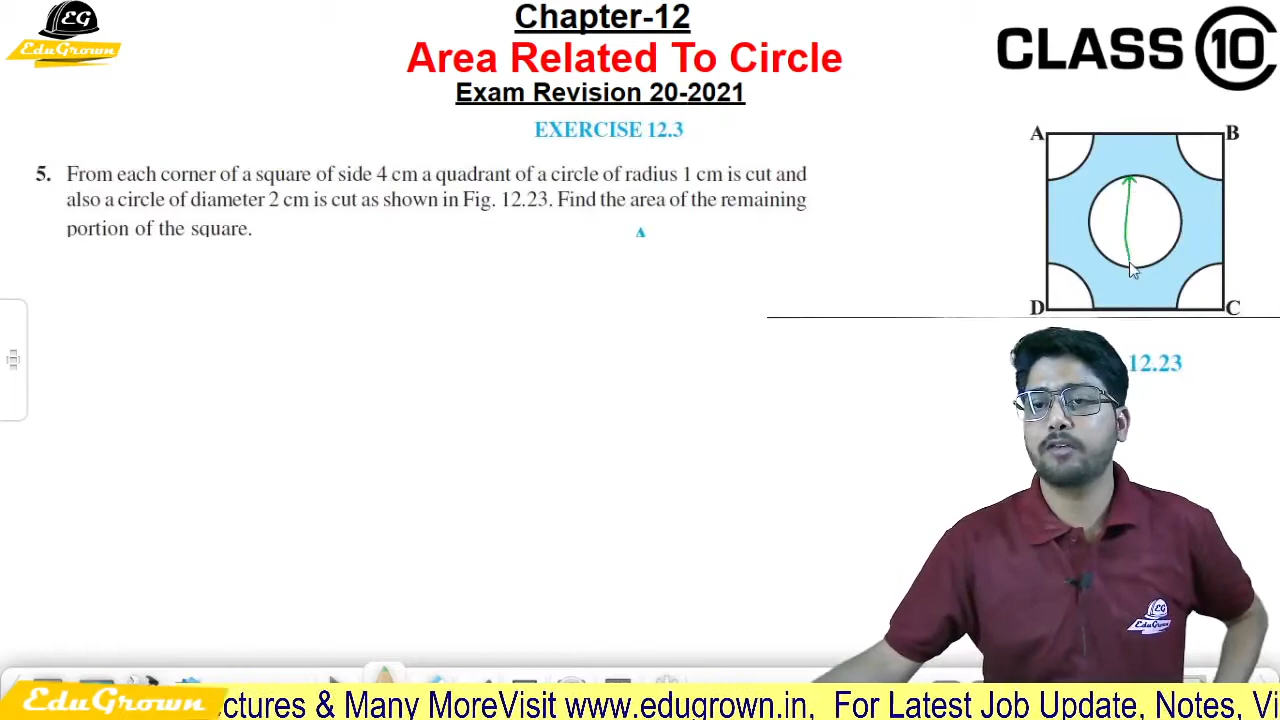 EG
EduGrown
Chapter-12
Area Related To Circle
Exam Revision 20-2021
CLASS 10
EXERCISE 12.3
5. From each corner of a square of side 4 cm a quadrant of a circle of radius 1 cm is cut and
also a circle of diameter 2 cm is cut as shown in Fig. 12.23. Find the area of the remaining
portion of the square.
A
B
D
C
12.23
EG
EduGrown
EduGrown
ctures & Many MoreVisit www.edugrown.in, For Latest Job Update, Notes, Vi